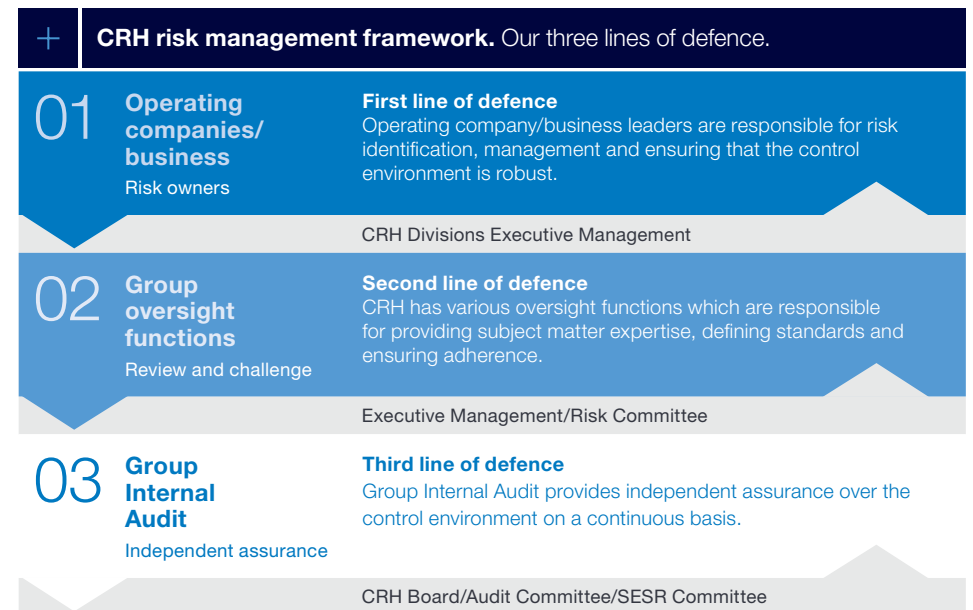 CRH risk management framework. Our three lines of defence.
01
Operating
companies/
business
Risk owners
First line of defence
Operating company/business leaders are responsible for risk
identification, management and ensuring that the control
environment is robust.
CRH Divisions Executive Management
02
Group
oversight
functions
Review and challenge
Second line of defence
CRH has various oversight functions which are responsible
for providing subject matter expertise, defining standards and
ensuring adherence.
Executive Management/Risk Committee
03
Group
Internal
Audit
Independent assurance
Third line of defence
Group Internal Audit provides independent assurance over the
control environment on a continuous basis.
CRH Board/Audit Committee/SESR Committee